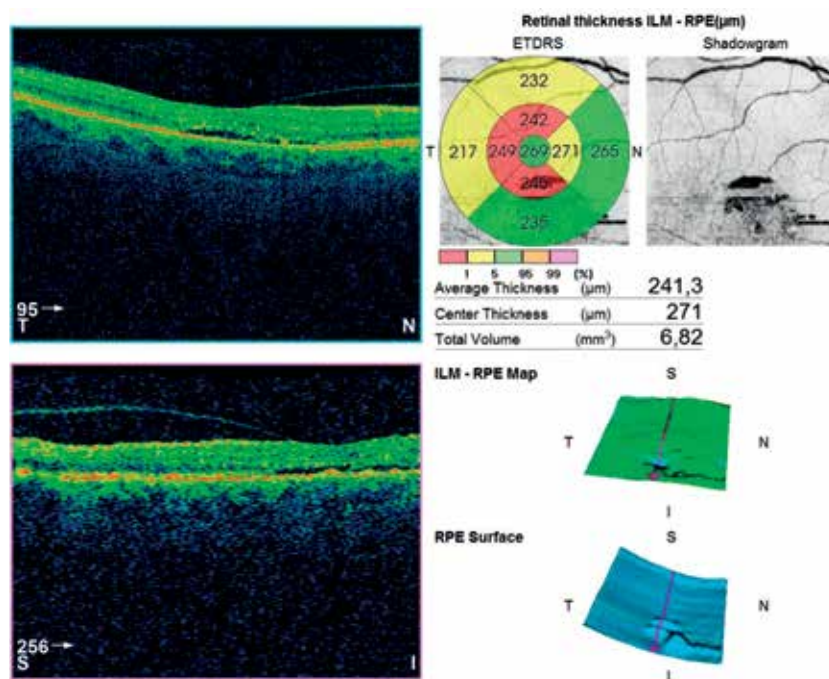 Retinal thickness ILM - RPE(µm)
ETDRS
Shadowgram
232
242
T 217 249 269 271 265 N
245
235
1 5 95 99 (%)
Average Thickness (µm) 241,3
Center Thickness (µm) 271
Total Volume (mm³) 6,82
95
T N
ILM - RPE Map
S
T N
I
RPE Surface
S
T N
I
256
S I